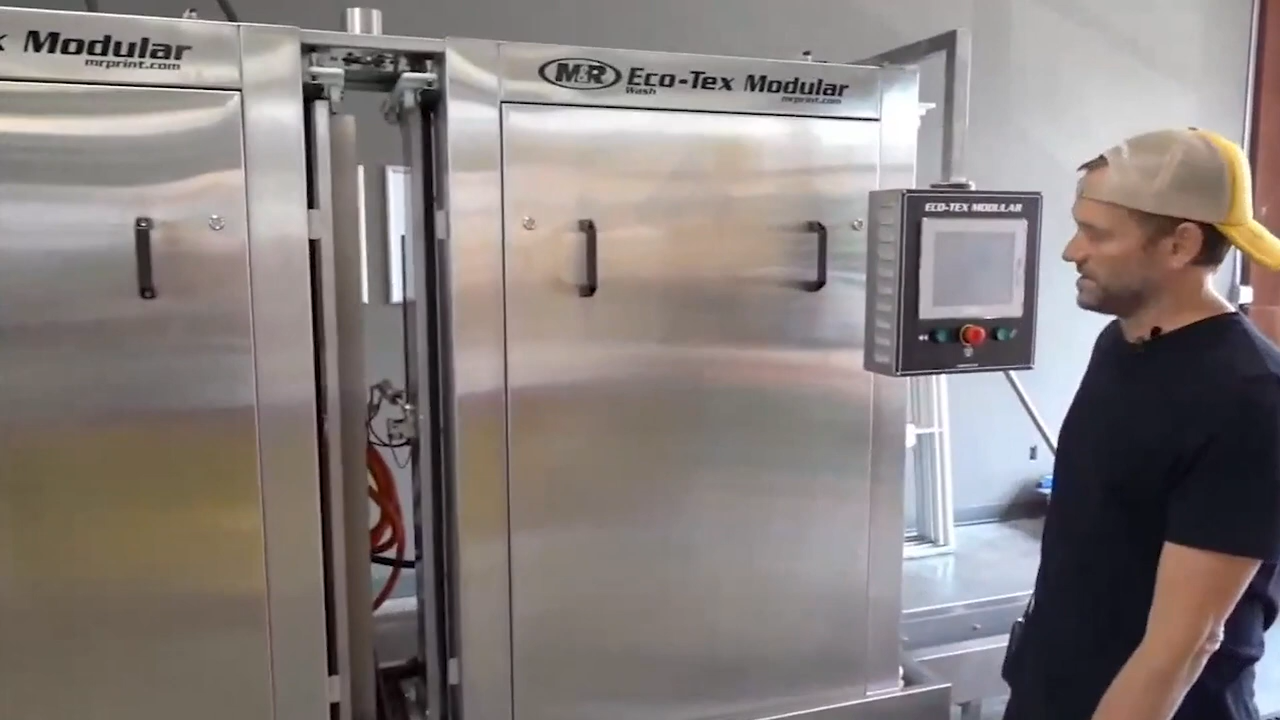 x Modular
mrprint.com
M&R Eco-Tex Modular
Wash
mrprint.com
ECO-TEX MODULAR